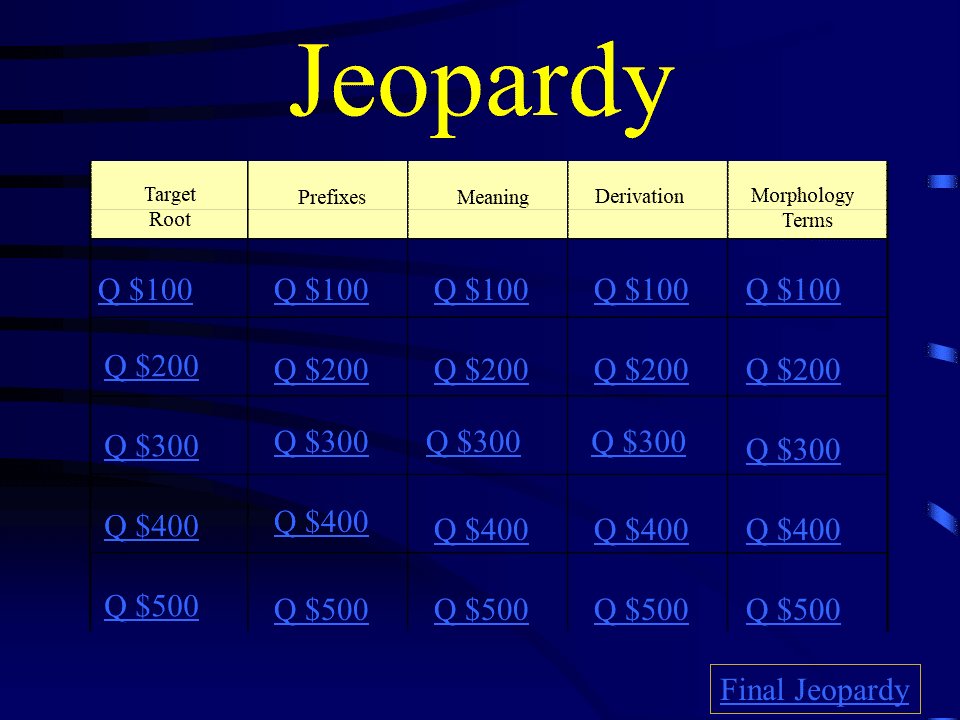 Jeopardy
Target
Root
Prefixes
Meaning
Derivation
Morphology
Terms
Q $100 Q $100 Q $100 Q $100 Q $100
Q $200 Q $200 Q $200 Q $200 Q $200
Q $300 Q $300 Q $300 Q $300 Q $300
Q $400 Q $400 Q $400 Q $400 Q $400
Q $500 Q $500 Q $500 Q $500 Q $500
Final Jeopardy